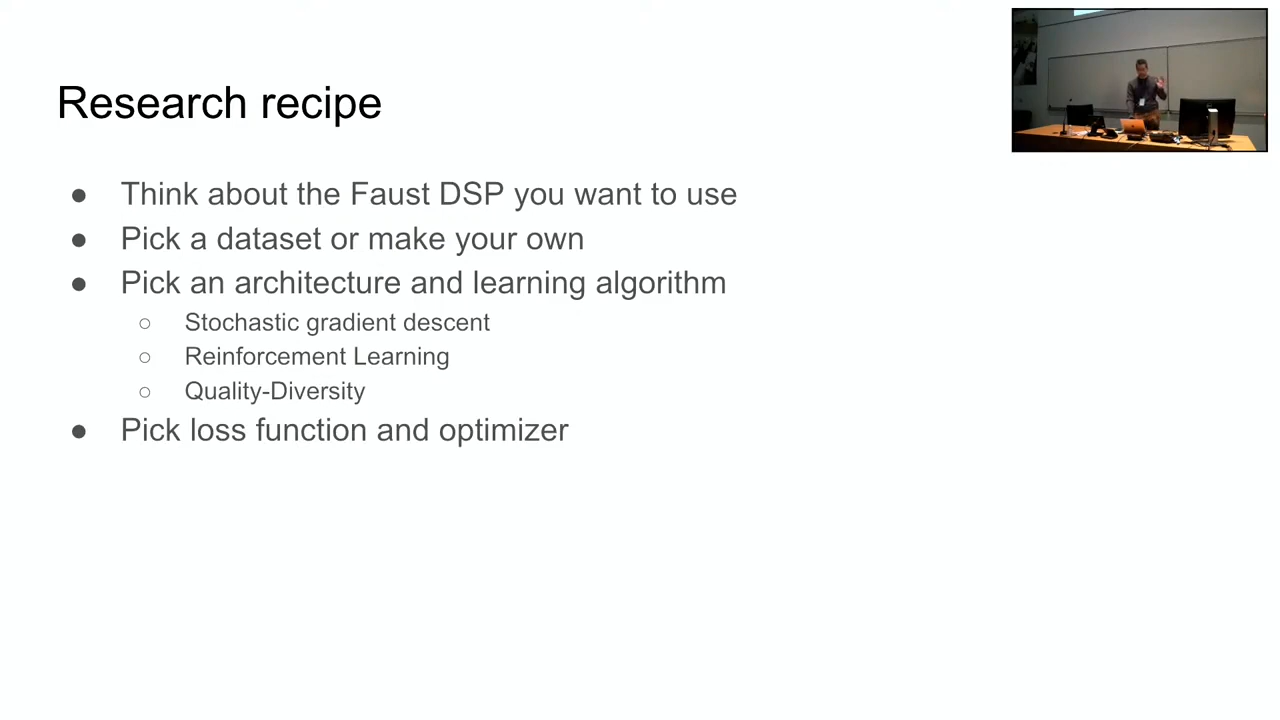 Research recipe
● Think about the Faust DSP you want to use
● Pick a dataset or make your own
● Pick an architecture and learning algorithm
○ Stochastic gradient descent
○ Reinforcement Learning
○ Quality-Diversity
● Pick loss function and optimizer